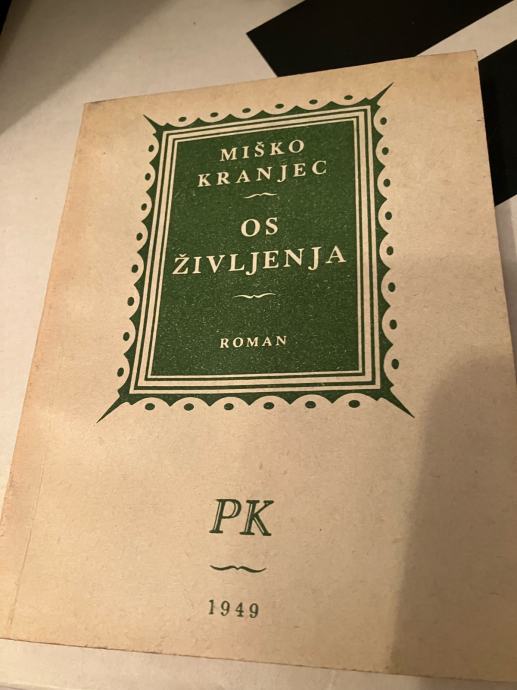 MIŠKO
KRANJEC
OS
ŽIVLJENJA
ROMAN
PK
1949